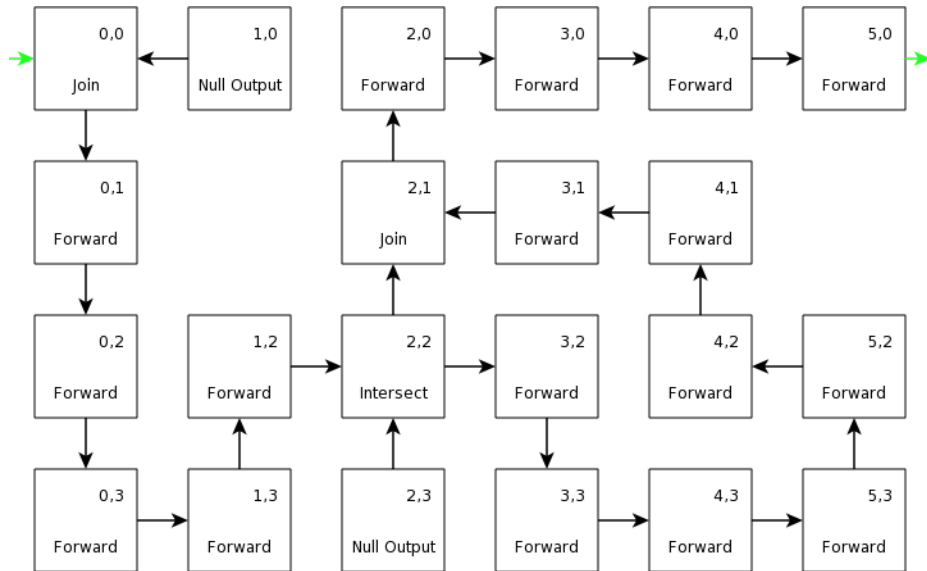 0,0 1,0 2,0 3,0 4,0 5,0
Join Null Output Forward Forward Forward Forward
0,1 2,1 3,1 4,1
Forward Join Forward Forward
0,2 1,2 2,2 3,2 4,2 5,2
Forward Forward Intersect Forward Forward Forward
0,3 1,3 2,3 3,3 4,3 5,3
Forward Forward Null Output Forward Forward Forward